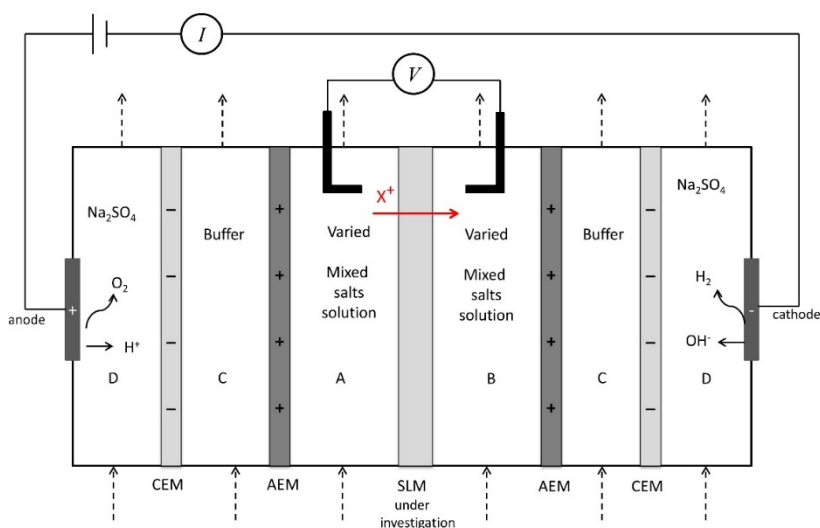 I
V
Na2SO4
Buffer
+
X+
Varied
Mixed
salts
solution
Varied
Mixed
salts
solution
Buffer
Na2SO4
O2
H2
+
-
anode
cathode
H+
OH-
− + + −
− + + −
− + + −
− + + −
D
C
A
B
C
D
CEM
AEM
SLM
under
investigation
AEM
CEM